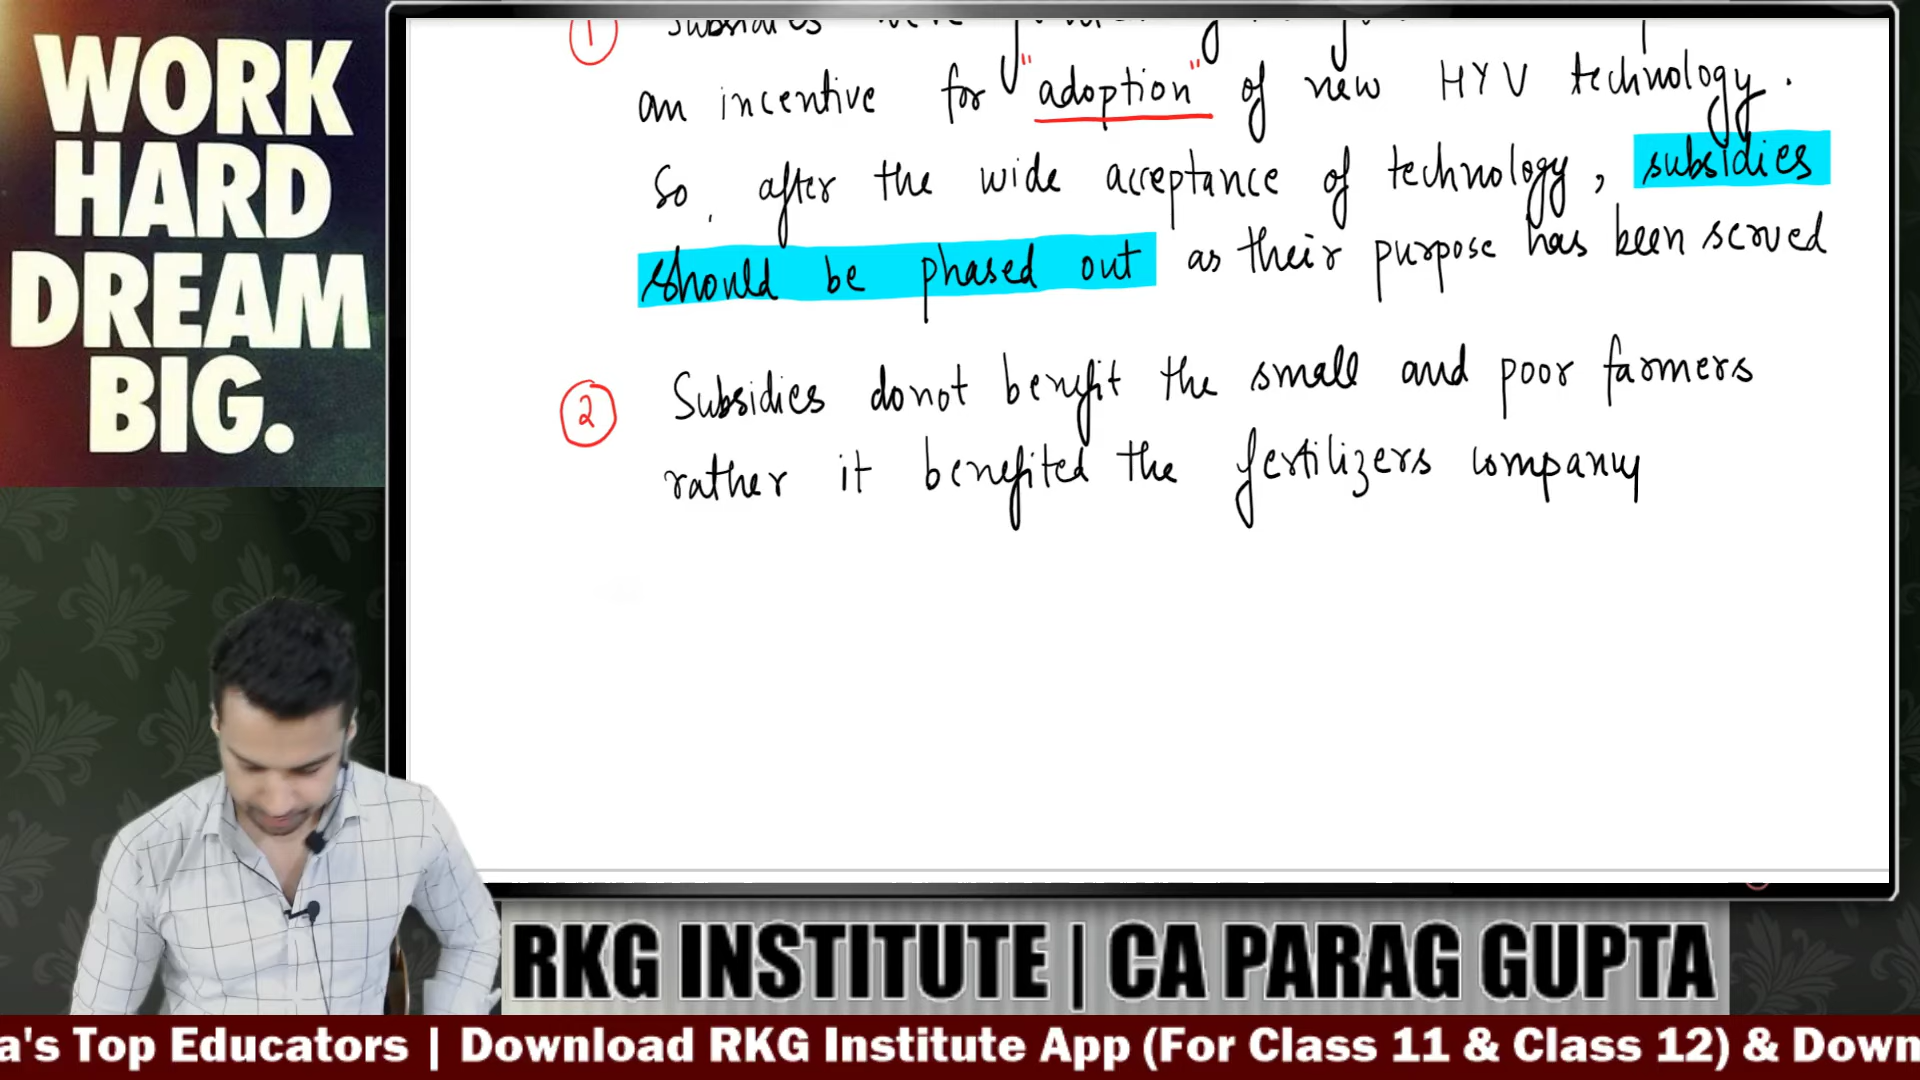 WORK
HARD
DREAM
BIG.
1 Subsidies were
an incentive for "adoption" of new HYV technology.
So, after the wide acceptance of technology, subsidies
should be phased out as their purpose has been served
2 Subsidies donot benefit the small and poor farmers
rather it benefited the fertilizers company
RKG INSTITUTE | CA PARAG GUPTA
a's Top Educators | Download RKG Institute App (For Class 11 & Class 12) & Down